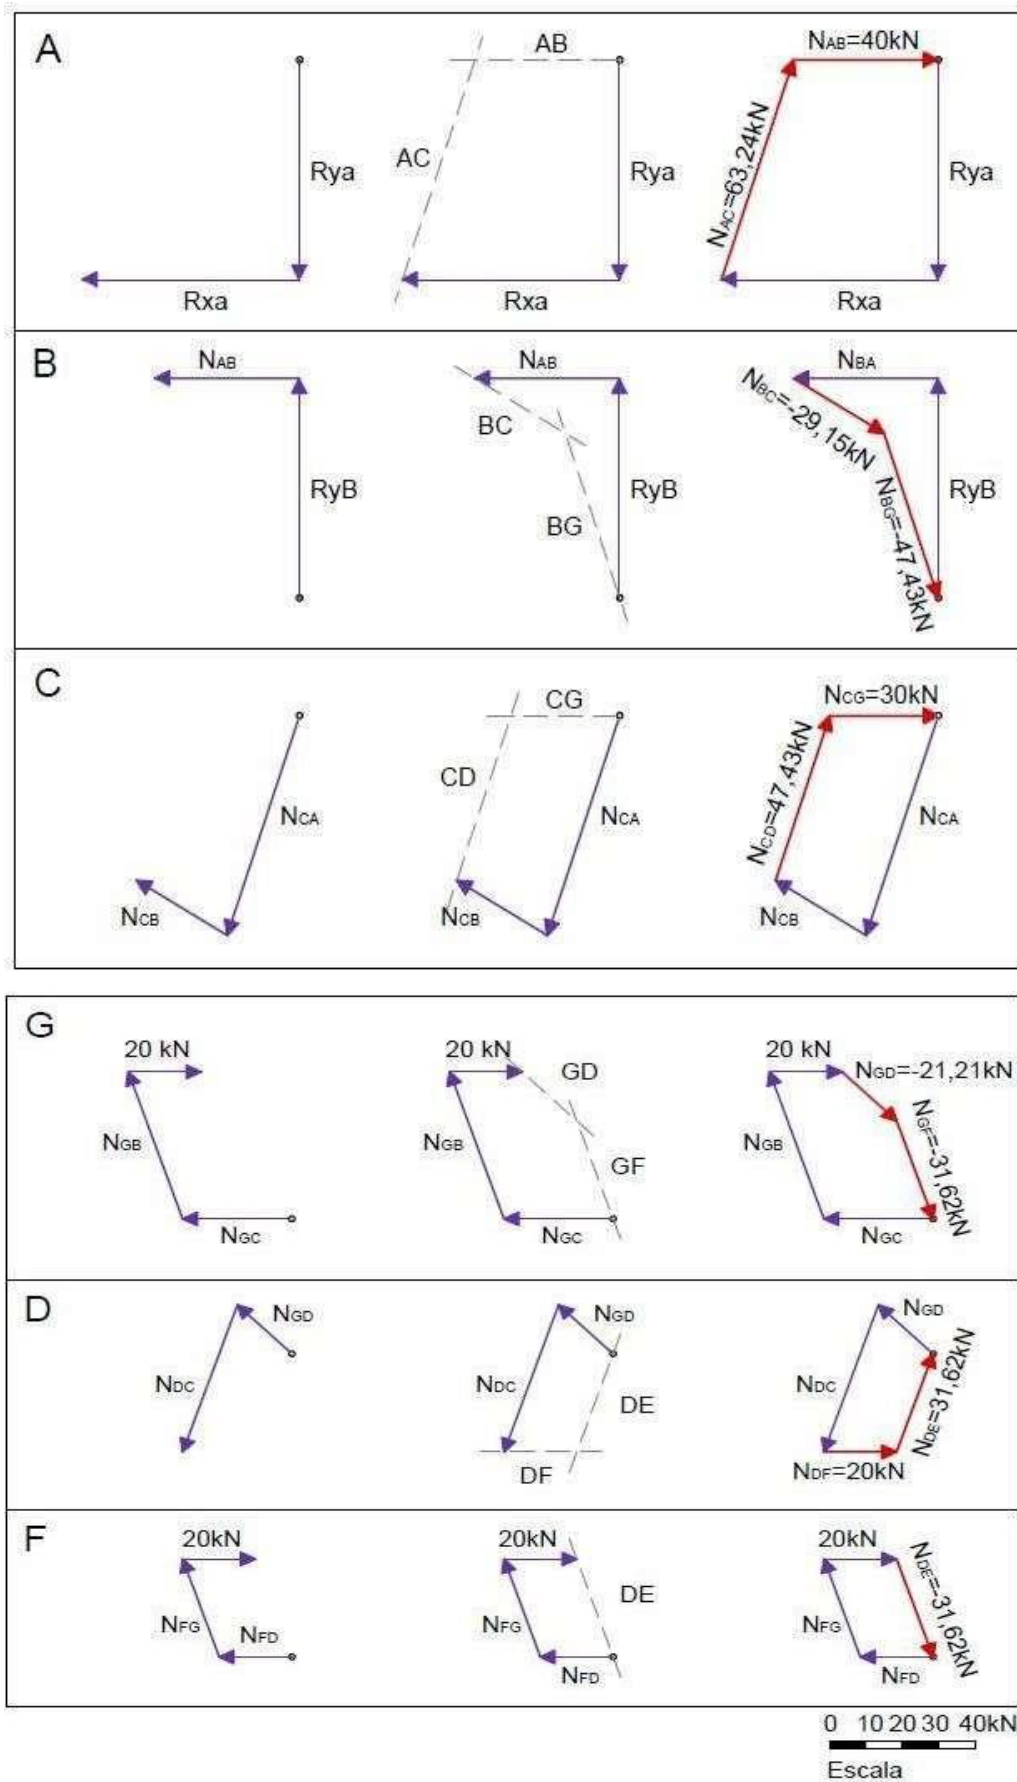 A
Rya
Rxa
AB
AC
Rya
Rxa
NAB=40kN
NAC=63,24kN
Rya
Rxa
B
NAB
RyB
NAB
BC
RyB
BG
NBA
NBC=-29,15kN
RyB
NBG=-47,43kN
C
NCA
NCB
CG
CD
NCA
NCB
NCG=30kN
NCD=47,43kN
NCA
NCB
G
20 kN
NGB
NGC
20 kN
GD
NGB
GF
NGC
20 kN
NGD=-21,21kN
NGF=-31,62kN
NGB
NGC
D
NGD
NDC
NGD
NDC
DE
DF
NGD
NDC
NDE=31,62kN
NDF=20kN
F
20kN
NFG
NFD
20kN
DE
NFG
NFD
20kN
NDE=-31,62kN
NFG
NFD
0 10 20 30 40kN
Escala